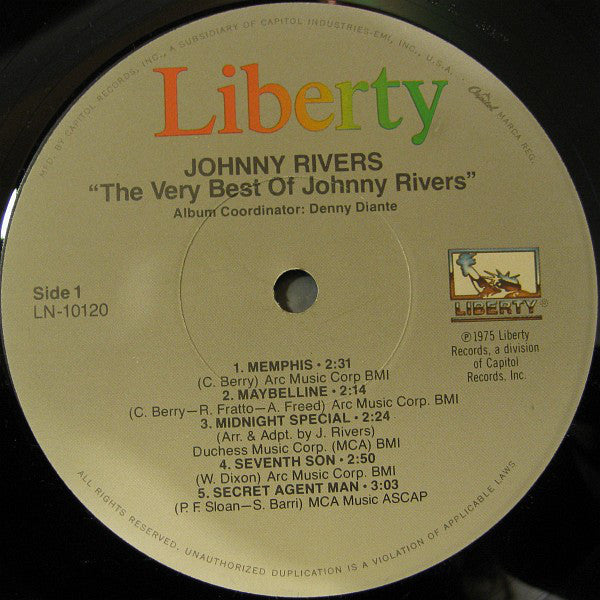 MFD. BY CAPITOL RECORDS, INC., A SUBSIDIARY OF CAPITOL INDUSTRIES-EMI, INC., U.S.A. • Capitol MARCA REG.
Liberty
JOHNNY RIVERS
“The Very Best Of Johnny Rivers”
Album Coordinator: Denny Diante
Side 1
LN-10120
LIBERTY®
℗1975 Liberty
Records, a division
of Capitol
Records, Inc.
1. MEMPHIS • 2:31
(C. Berry) Arc Music Corp BMI
2. MAYBELLINE • 2:14
(C. Berry—R. Fratto—A. Freed) Arc Music Corp. BMI
3. MIDNIGHT SPECIAL • 2:24
(Arr. & Adpt. by J. Rivers)
Duchess Music Corp. (MCA) BMI
4. SEVENTH SON • 2:50
(W. Dixon) Arc Music Corp. BMI
5. SECRET AGENT MAN • 3:03
(P. F. Sloan—S. Barri) MCA Music ASCAP
ALL RIGHTS RESERVED. UNAUTHORIZED DUPLICATION IS A VIOLATION OF APPLICABLE LAWS